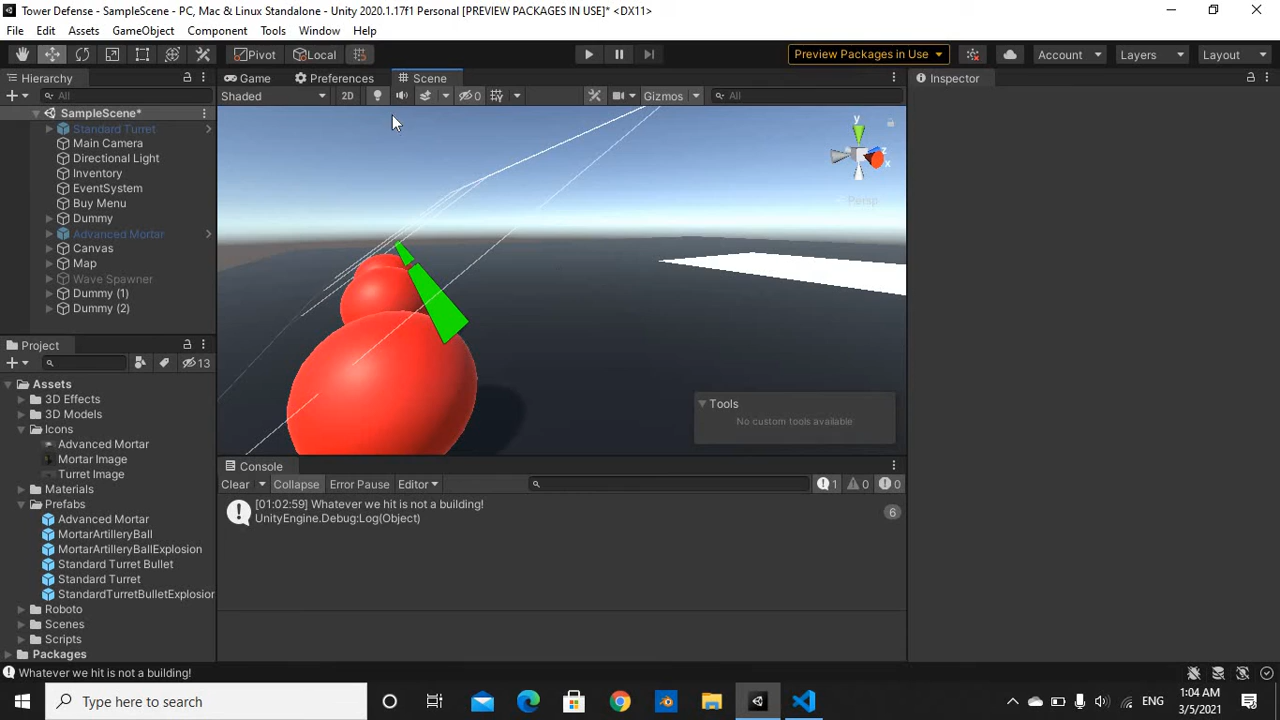 Tower Defense - SampleScene - PC, Mac & Linux Standalone - Unity 2020.1.17f1 Personal [PREVIEW PACKAGES IN USE]* <DX11>
File Edit Assets GameObject Component Tools Window Help
Pivot Local Preview Packages in Use Account Layers Layout
Hierarchy Game Preferences Scene Inspector
All Shaded 2D 0 Gizmos All
SampleScene*
Standard Turret
Main Camera
Directional Light
Inventory
EventSystem
Buy Menu
Dummy
Advanced Mortar
Canvas
Map
Wave Spawner
Dummy (1)
Dummy (2)
y
z
x
Persp
Tools
No custom tools available
Project
13
Assets
3D Effects
3D Models
Icons
Advanced Mortar
Mortar Image
Turret Image
Materials
Prefabs
Advanced Mortar
MortarArtilleryBall
MortarArtilleryBallExplosion
Standard Turret Bullet
Standard Turret
StandardTurretBulletExplosion
Roboto
Scenes
Scripts
Packages
Console
Clear Collapse Error Pause Editor 1 0 0
[01:02:59] Whatever we hit is not a building!
UnityEngine.Debug:Log(Object)
6
Whatever we hit is not a building!
Type here to search
ENG
1:04 AM
3/5/2021